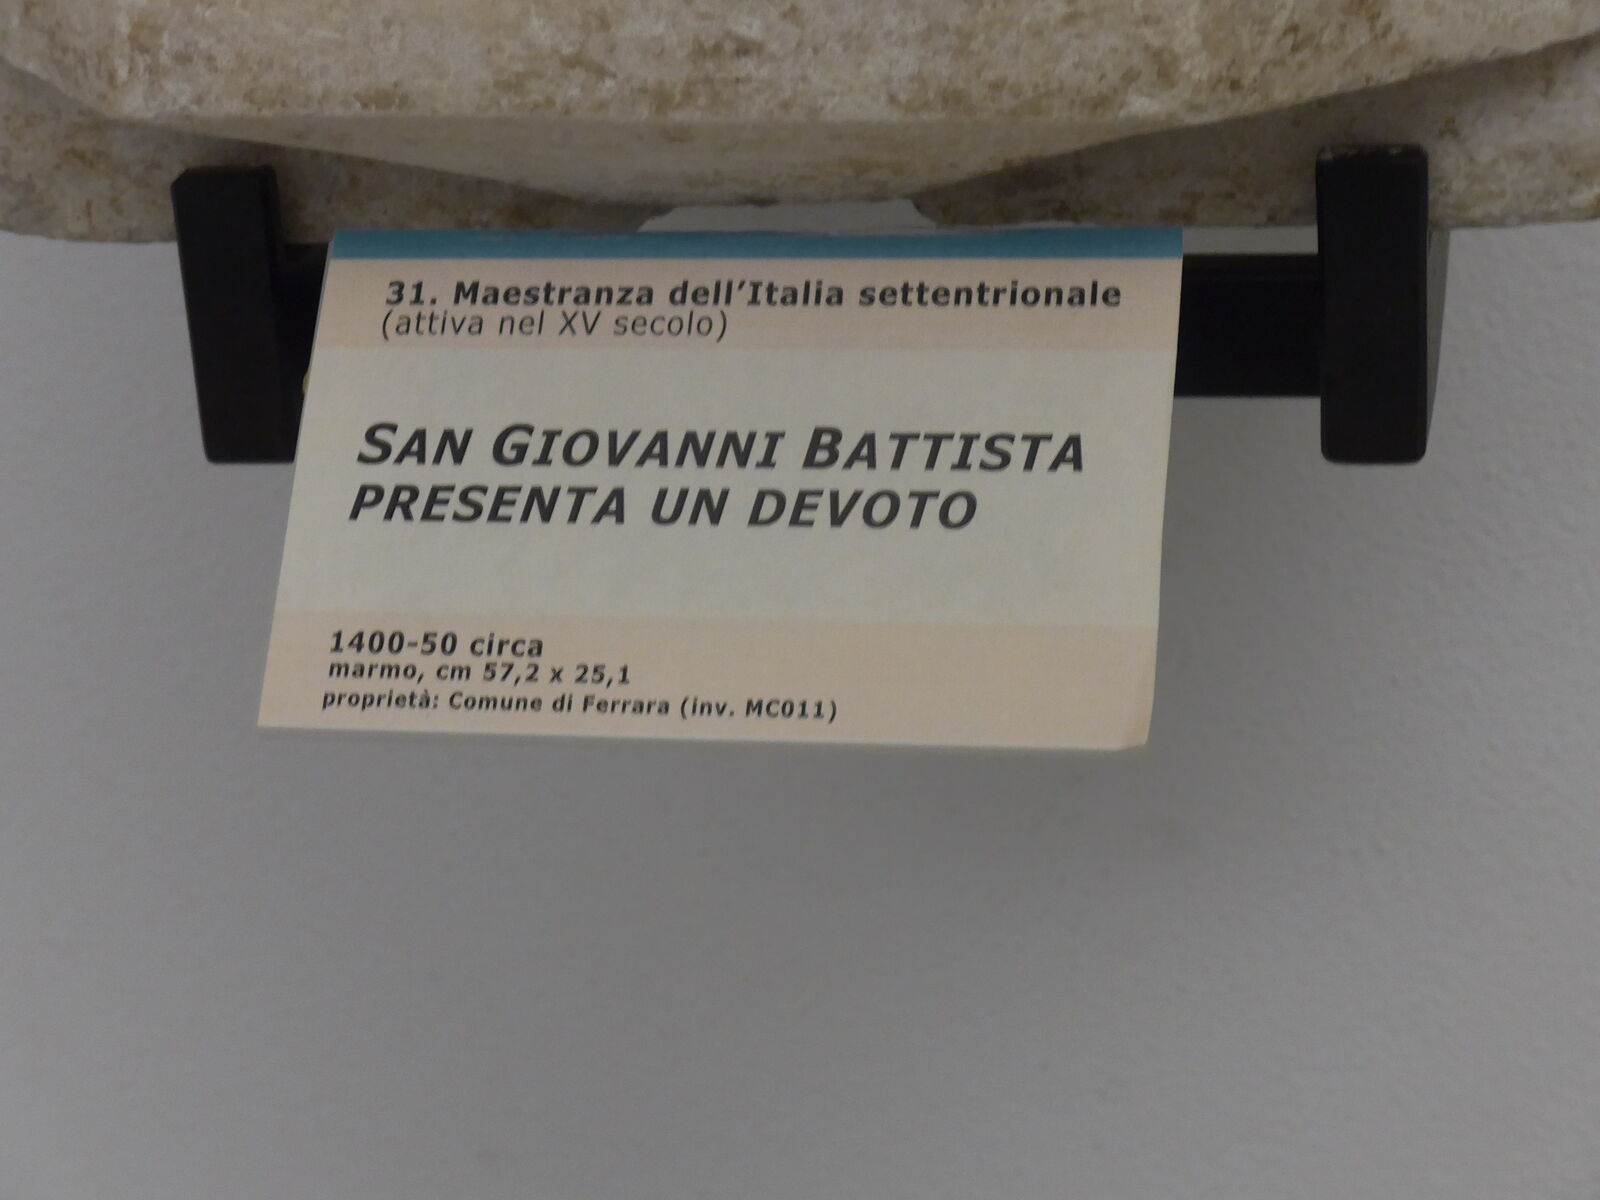 31. Maestranza dell'Italia settentrionale
(attiva nel XV secolo)
SAN GIOVANNI BATTISTA
PRESENTA UN DEVOTO
1400-50 circa
marmo, cm 57,2 x 25,1
proprietà: Comune di Ferrara (inv. MC011)